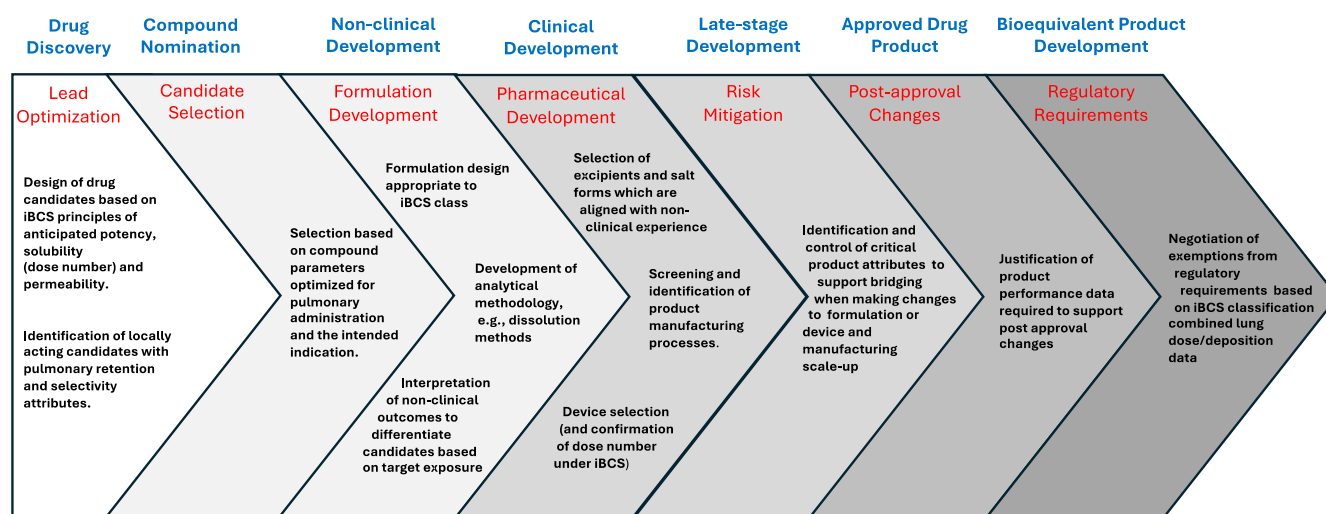 Drug
Discovery
Compound
Nomination
Non-clinical
Development
Clinical
Development
Late-stage
Development
Approved Drug
Product
Bioequivalent Product
Development
Lead
Optimization
Candidate
Selection
Formulation
Development
Pharmaceutical
Development
Risk
Mitigation
Post-approval
Changes
Regulatory
Requirements
Design of drug
candidates based on
iBCS principles of
anticipated potency,
solubility
(dose number) and
permeability.
Identification of locally
acting candidates with
pulmonary retention
and selectivity
attributes.
Selection based
on compound
parameters
optimized for
pulmonary
administration
and the intended
indication.
Formulation design
appropriate to
iBCS class
Development of
analytical
methodology,
e.g., dissolution
methods
Interpretation
of non-clinical
outcomes to
differentiate
candidates based
on target exposure
Selection of
excipients and salt
forms which are
aligned with non-
clinical experience
Screening and
identification of
product
manufacturing
processes.
Device selection
(and confirmation
of dose number
under iBCS)
Identification and
control of critical
product attributes to
support bridging
when making changes
to formulation or
device and
manufacturing
scale-up
Justification of
product
performance data
required to support
post approval
changes
Negotiation of
exemptions from
regulatory
requirements based
on iBCS classification
combined lung
dose/deposition
data